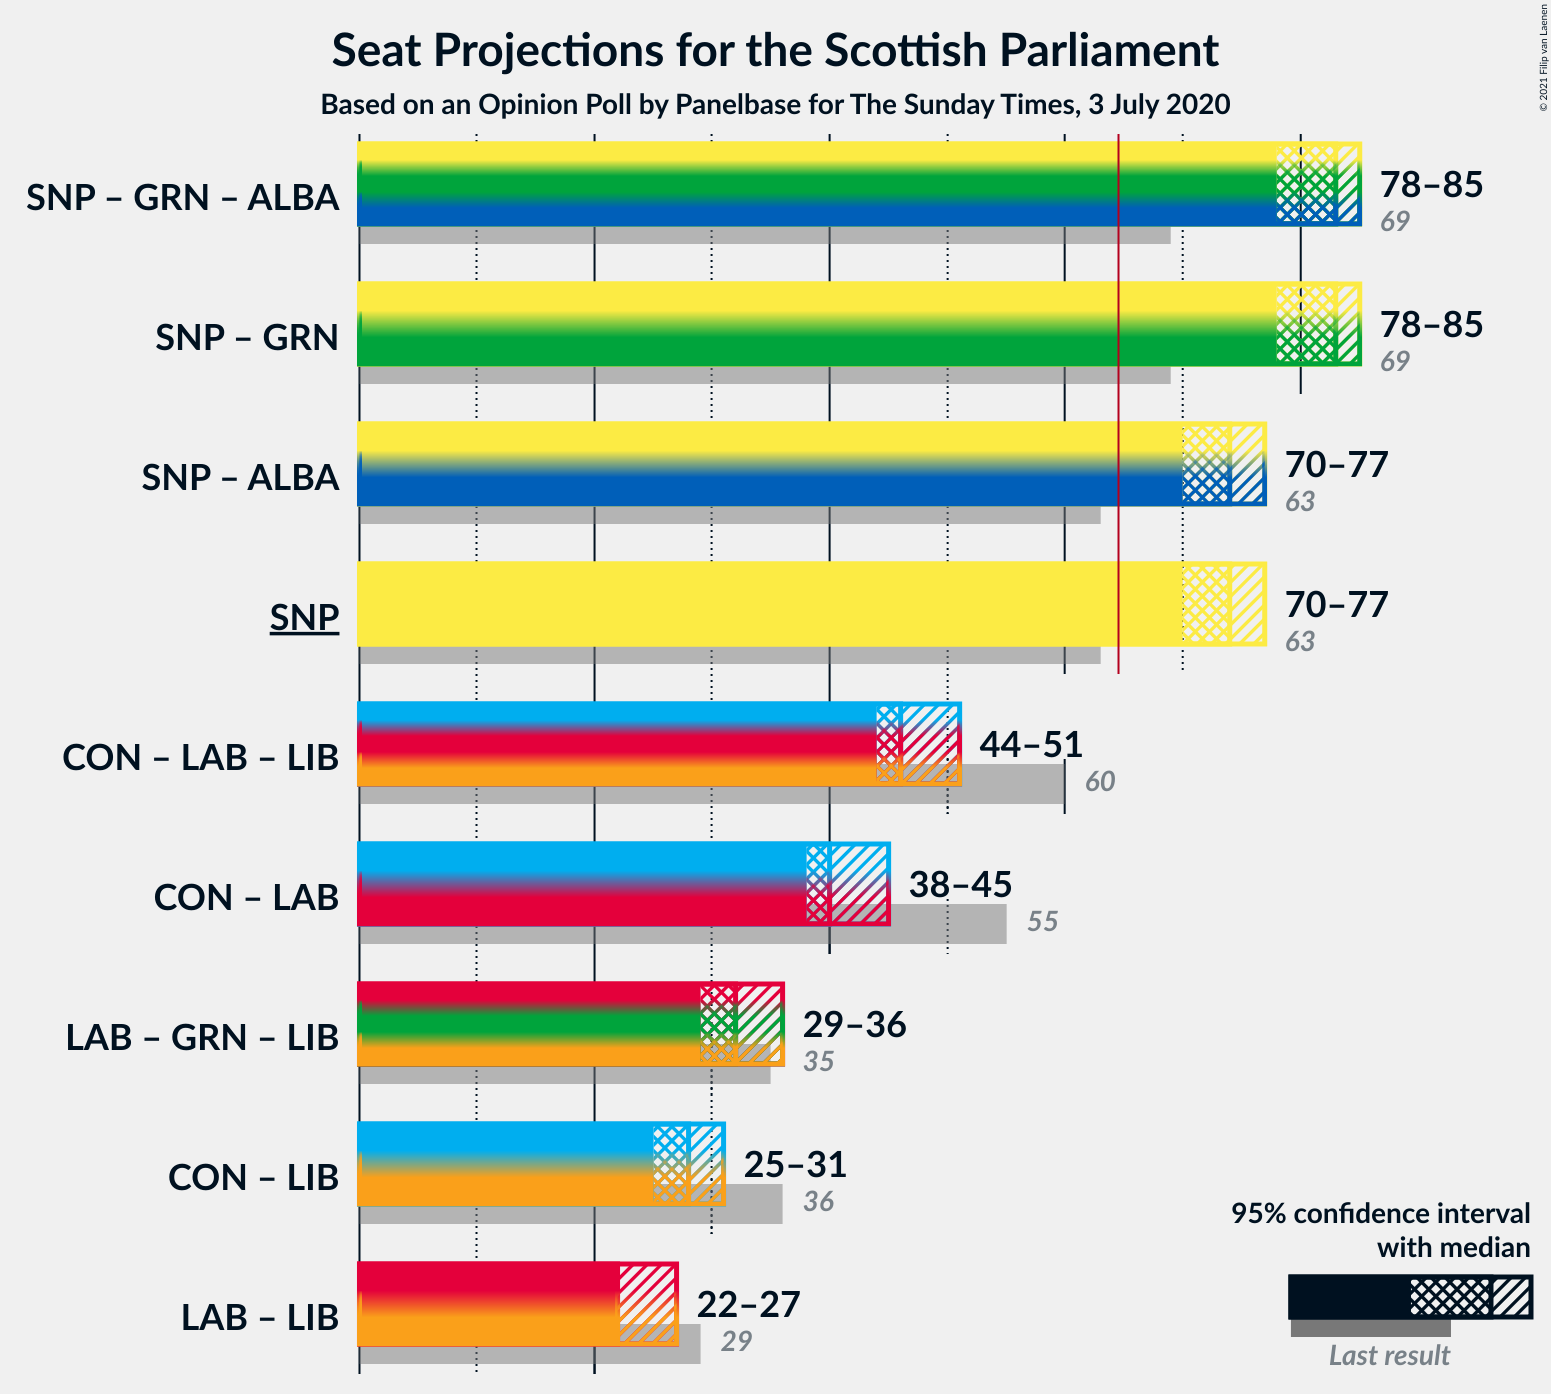 Seat Projections for the Scottish Parliament
Based on an Opinion Poll by Panelbase for The Sunday Times, 3 July 2020
© 2021 Filip van Laenen
SNP – GRN – ALBA
78–85
69
SNP – GRN
78–85
69
SNP – ALBA
70–77
63
SNP
70–77
63
CON – LAB – LIB
44–51
60
CON – LAB
38–45
55
LAB – GRN – LIB
29–36
35
CON – LIB
25–31
36
LAB – LIB
22–27
29
95% confidence interval
with median
Last result